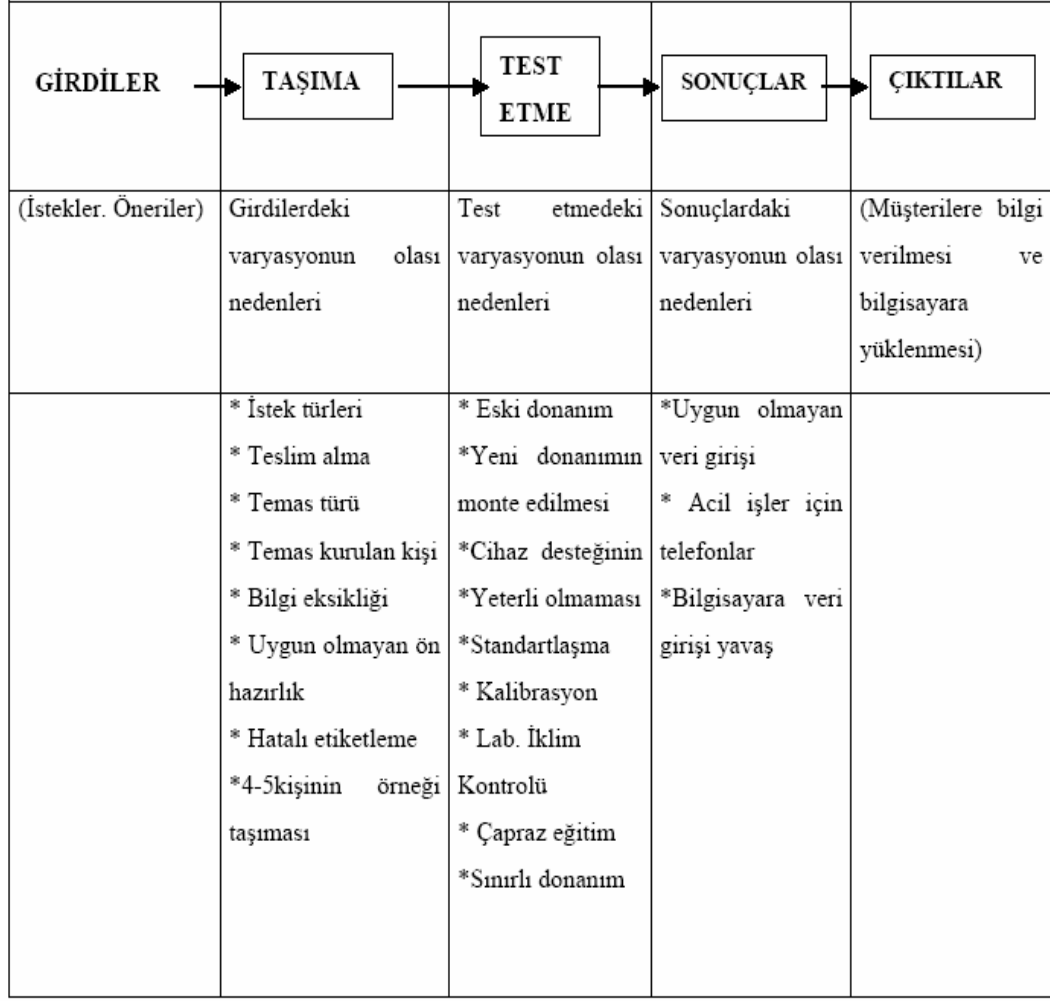 GİRDİLER
TAŞIMA
TEST
ETME
SONUÇLAR
ÇIKTILAR
(İstekler. Öneriler)
Girdilerdeki
varyasyonun olası
nedenleri
Test etmedeki
varyasyonun olası
nedenleri
Sonuçlardaki
varyasyonun olası
nedenleri
(Müşterilere bilgi
verilmesi ve
bilgisayara
yüklenmesi)
* İstek türleri
* Teslim alma
* Temas türü
* Temas kurulan kişi
* Bilgi eksikliği
* Uygun olmayan ön
hazırlık
* Hatalı etiketleme
*4-5kişinin örneği
taşıması
* Eski donanım
*Yeni donanımın
monte edilmesi
*Cihaz desteğinin
*Yeterli olmaması
*Standartlaşma
* Kalibrasyon
* Lab. İklim
Kontrolü
* Çapraz eğitim
*Sınırlı donanım
*Uygun olmayan
veri girişi
* Acil işler için
telefonlar
*Bilgisayara veri
girişi yavaş